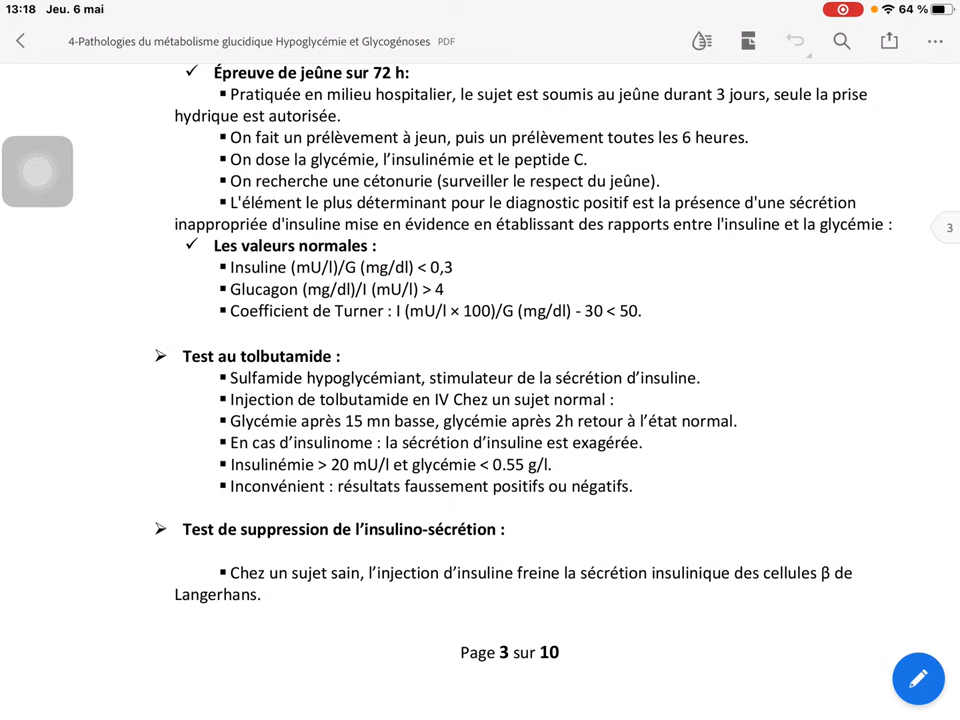 13:18 Jeu. 6 mai
64 %
4-Pathologies du métabolisme glucidique Hypoglycémie et Glycogénoses PDF
✓ Épreuve de jeûne sur 72 h:
▪ Pratiquée en milieu hospitalier, le sujet est soumis au jeûne durant 3 jours, seule la prise
hydrique est autorisée.
▪ On fait un prélèvement à jeun, puis un prélèvement toutes les 6 heures.
▪ On dose la glycémie, l'insulinémie et le peptide C.
▪ On recherche une cétonurie (surveiller le respect du jeûne).
▪ L'élément le plus déterminant pour le diagnostic positif est la présence d'une sécrétion
inappropriée d'insuline mise en évidence en établissant des rapports entre l'insuline et la glycémie :
3
✓ Les valeurs normales :
▪ Insuline (mU/l)/G (mg/dl) < 0,3
▪ Glucagon (mg/dl)/I (mU/l) > 4
▪ Coefficient de Turner : I (mU/l × 100)/G (mg/dl) - 30 < 50.
➢ Test au tolbutamide :
▪ Sulfamide hypoglycémiant, stimulateur de la sécrétion d'insuline.
▪ Injection de tolbutamide en IV Chez un sujet normal :
▪ Glycémie après 15 mn basse, glycémie après 2h retour à l'état normal.
▪ En cas d'insulinome : la sécrétion d'insuline est exagérée.
▪ Insulinémie > 20 mU/l et glycémie < 0.55 g/l.
▪ Inconvénient : résultats faussement positifs ou négatifs.
➢ Test de suppression de l'insulino-sécrétion :
▪ Chez un sujet sain, l'injection d'insuline freine la sécrétion insulinique des cellules β de
Langerhans.
Page 3 sur 10